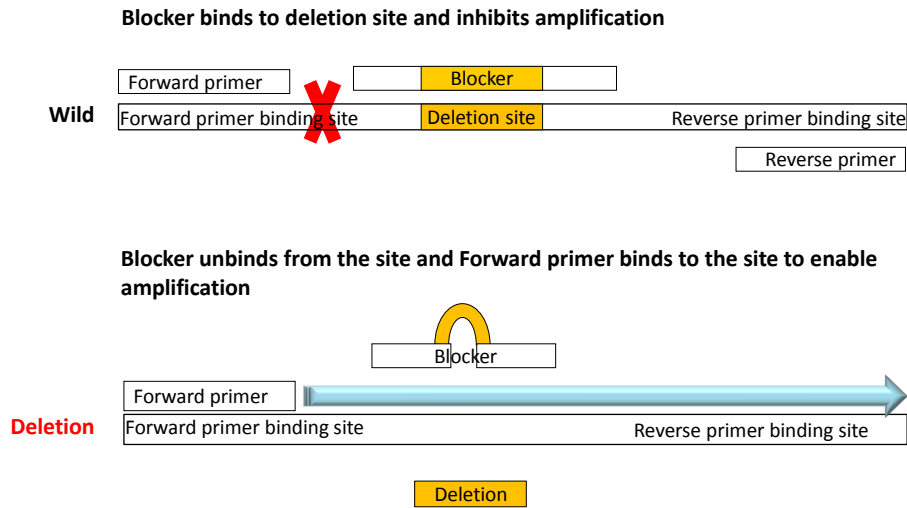 Blocker binds to deletion site and inhibits amplification
Forward primer
Blocker
Wild
Forward primer binding site
Deletion site
Reverse primer binding site
Reverse primer
Blocker unbinds from the site and Forward primer binds to the site to enable
amplification
Blocker
Forward primer
Deletion
Forward primer binding site
Reverse primer binding site
Deletion